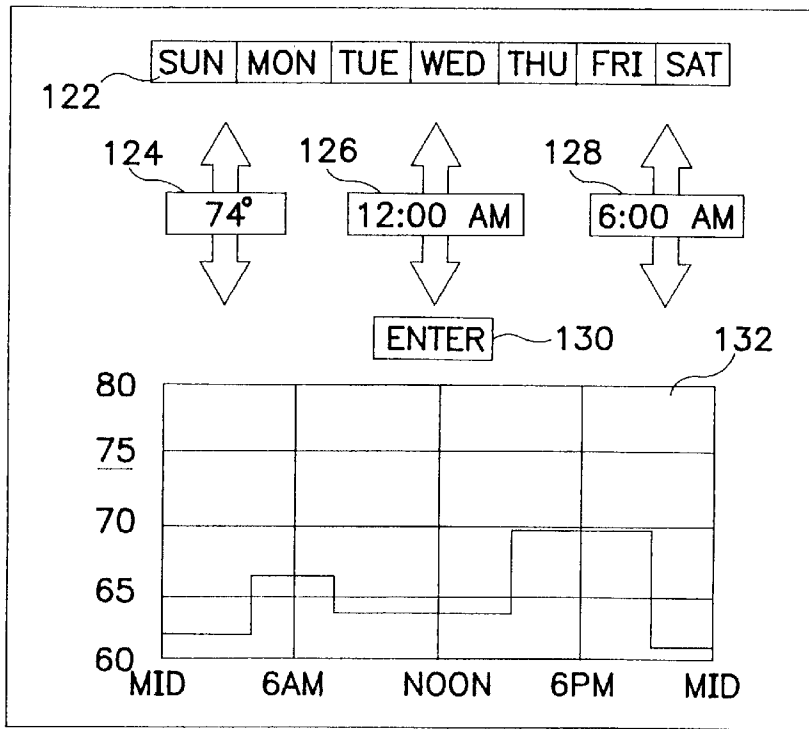 SUN MON TUE WED THU FRI SAT
122
124 126 128
74° 12:00 AM 6:00 AM
ENTER 130 132
80
75
70
65
60
MID 6AM NOON 6PM MID